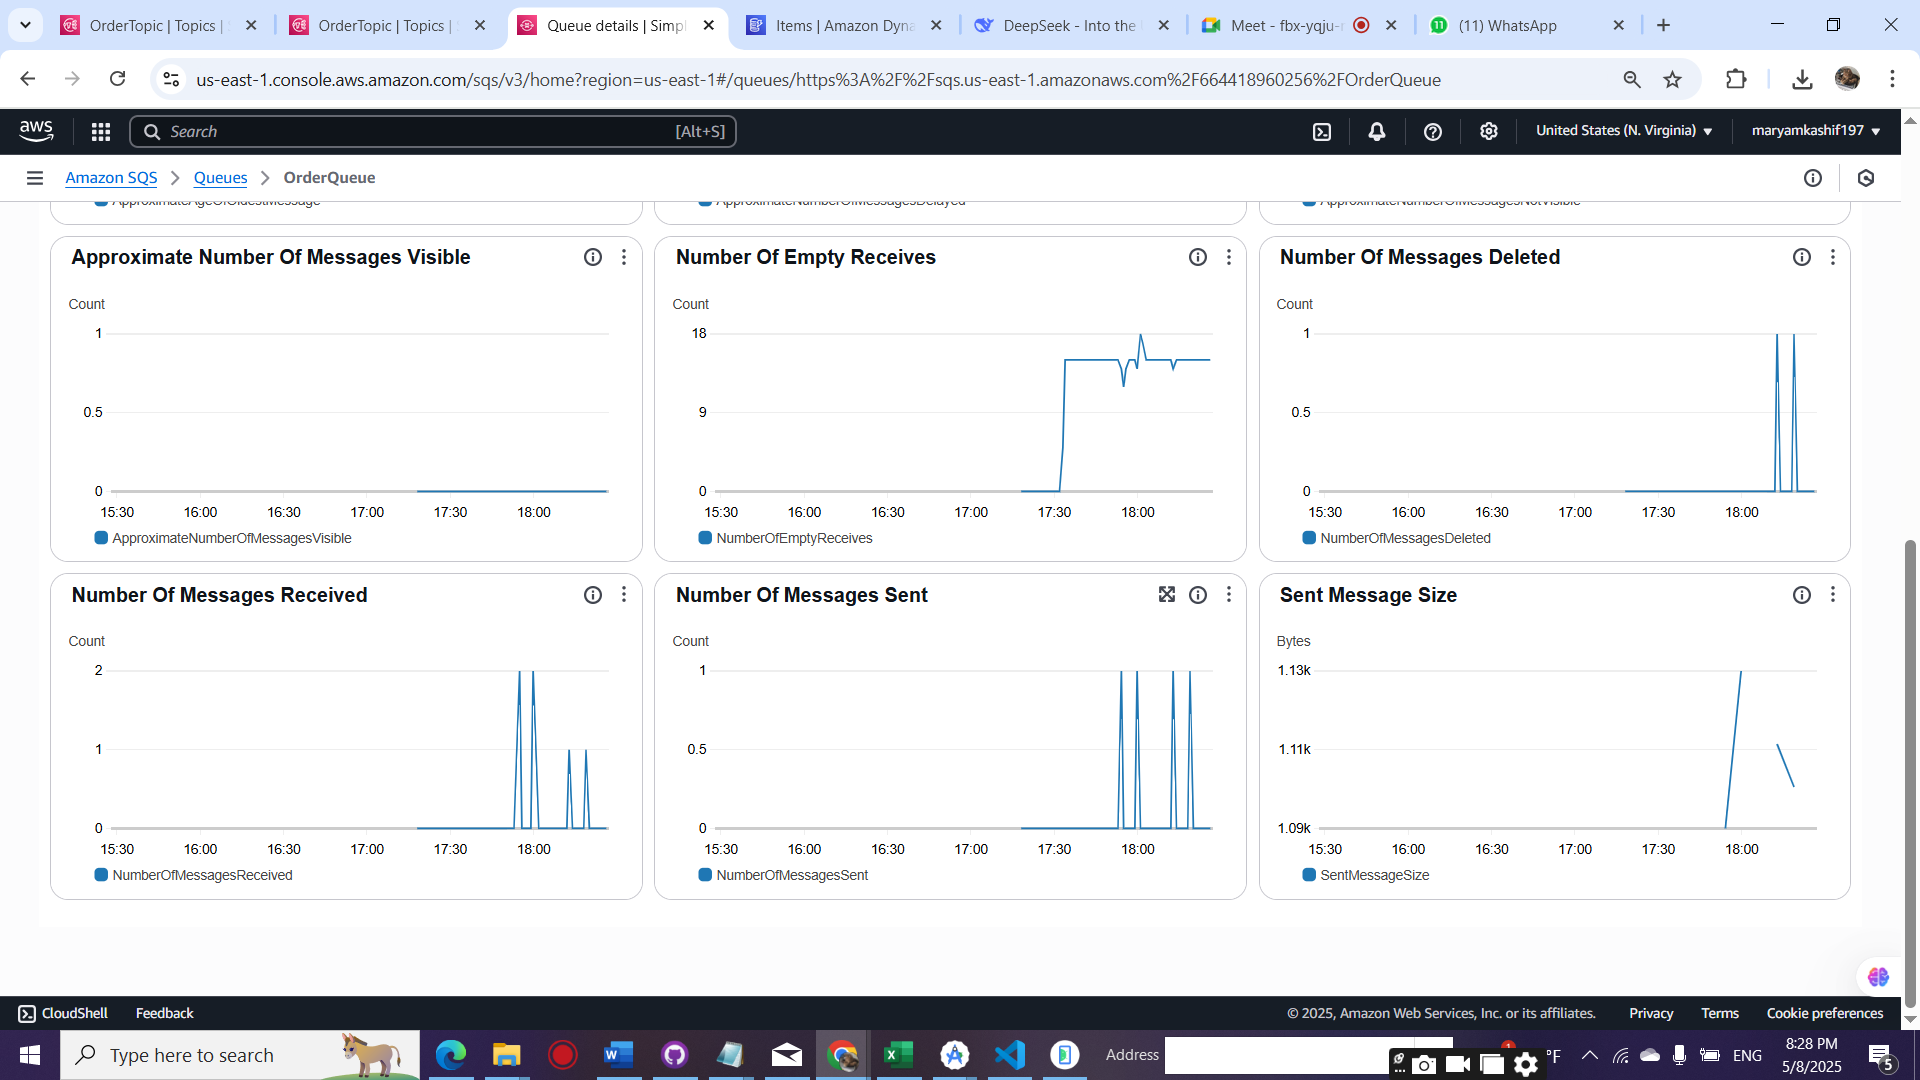 OrderTopic | Topics |
OrderTopic | Topics |
Queue details | Simpl
Items | Amazon Dyna
DeepSeek - Into the
Meet - fbx-yqju-
(11) WhatsApp
us-east-1.console.aws.amazon.com/sqs/v3/home?region=us-east-1#/queues/https%3A%2F%2Fsqs.us-east-1.amazonaws.com%2F664418960256%2FOrderQueue
aws
Search
[Alt+S]
United States (N. Virginia)
maryamkashif197
Amazon SQS
Queues
OrderQueue
ApproximateAgeOfOldestMessage
ApproximateNumberOfMessagesDelayed
ApproximateNumberOfMessagesNotVisible
Approximate Number Of Messages Visible
Count
1
0.5
0
15:30 16:00 16:30 17:00 17:30 18:00
ApproximateNumberOfMessagesVisible
Number Of Empty Receives
Count
18
9
0
15:30 16:00 16:30 17:00 17:30 18:00
NumberOfEmptyReceives
Number Of Messages Deleted
Count
1
0.5
0
15:30 16:00 16:30 17:00 17:30 18:00
NumberOfMessagesDeleted
Number Of Messages Received
Count
2
1
0
15:30 16:00 16:30 17:00 17:30 18:00
NumberOfMessagesReceived
Number Of Messages Sent
Count
1
0.5
0
15:30 16:00 16:30 17:00 17:30 18:00
NumberOfMessagesSent
Sent Message Size
Bytes
1.13k
1.11k
1.09k
15:30 16:00 16:30 17:00 17:30 18:00
SentMessageSize
CloudShell
Feedback
© 2025, Amazon Web Services, Inc. or its affiliates.
Privacy
Terms
Cookie preferences
Type here to search
Address
°F
ENG
8:28 PM
5/8/2025
5